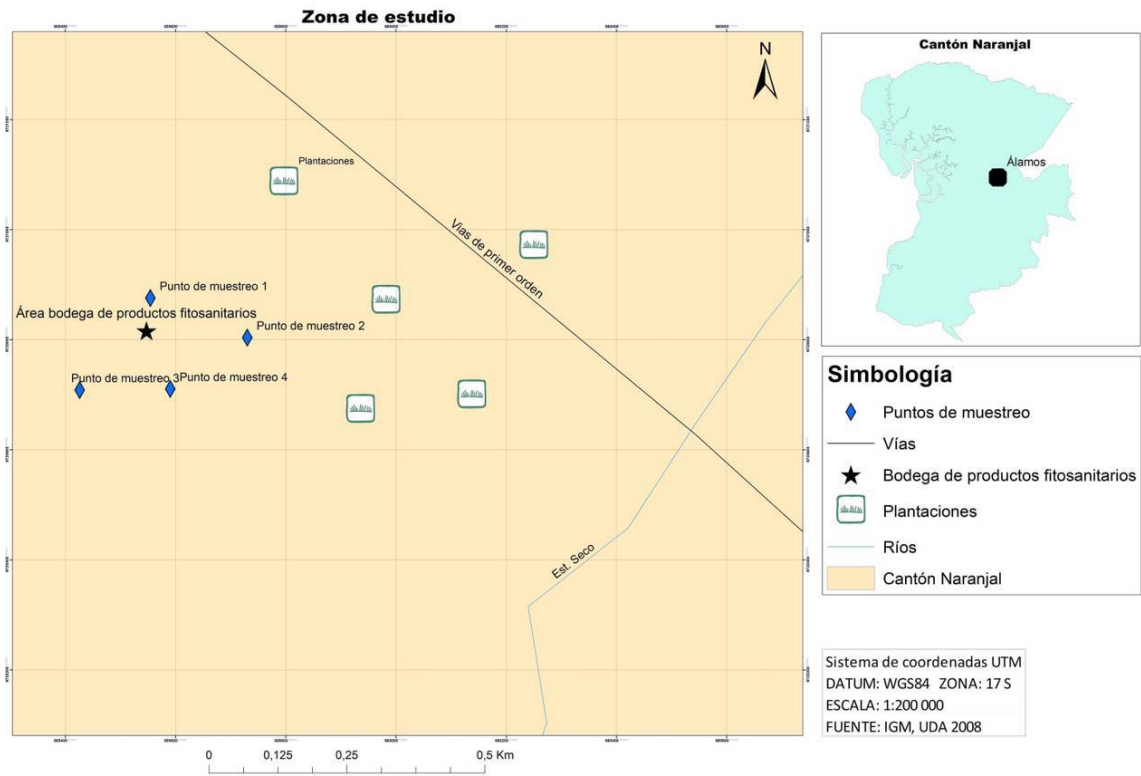 Zona de estudio
N
Plantaciones
Vías de primer orden
Punto de muestreo 1
Área bodega de productos fitosanitarios
Punto de muestreo 2
Punto de muestreo 3
Punto de muestreo 4
Est. Seco
0 0,125 0,25 0,5 Km
Cantón Naranjal
Álamos
Simbología
Puntos de muestreo
Vías
Bodega de productos fitosanitarios
Plantaciones
Ríos
Cantón Naranjal
Sistema de coordenadas UTM
DATUM: WGS84 ZONA: 17 S
ESCALA: 1:200 000
FUENTE: IGM, UDA 2008